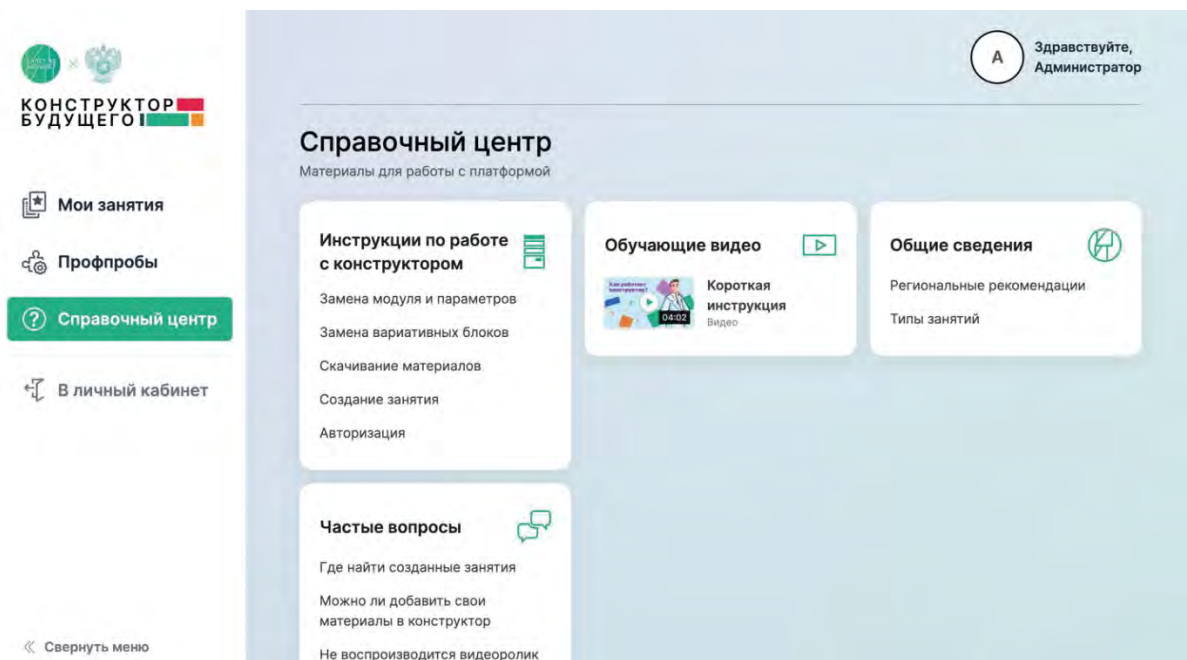 КОНСТРУКТОР
БУДУЩЕГО
Мои занятия
Профпробы
Справочный центр
В личный кабинет
Свернуть меню
А
Здравствуйте,
Администратор
Справочный центр
Материалы для работы с платформой
Инструкции по работе
с конструктором
Замена модуля и параметров
Замена вариативных блоков
Скачивание материалов
Создание занятия
Авторизация
Обучающие видео
Как работает
конструктор?
04:02
Короткая
инструкция
Видео
Общие сведения
Региональные рекомендации
Типы занятий
Частые вопросы
Где найти созданные занятия
Можно ли добавить свои
материалы в конструктор
Не воспроизводится видеоролик